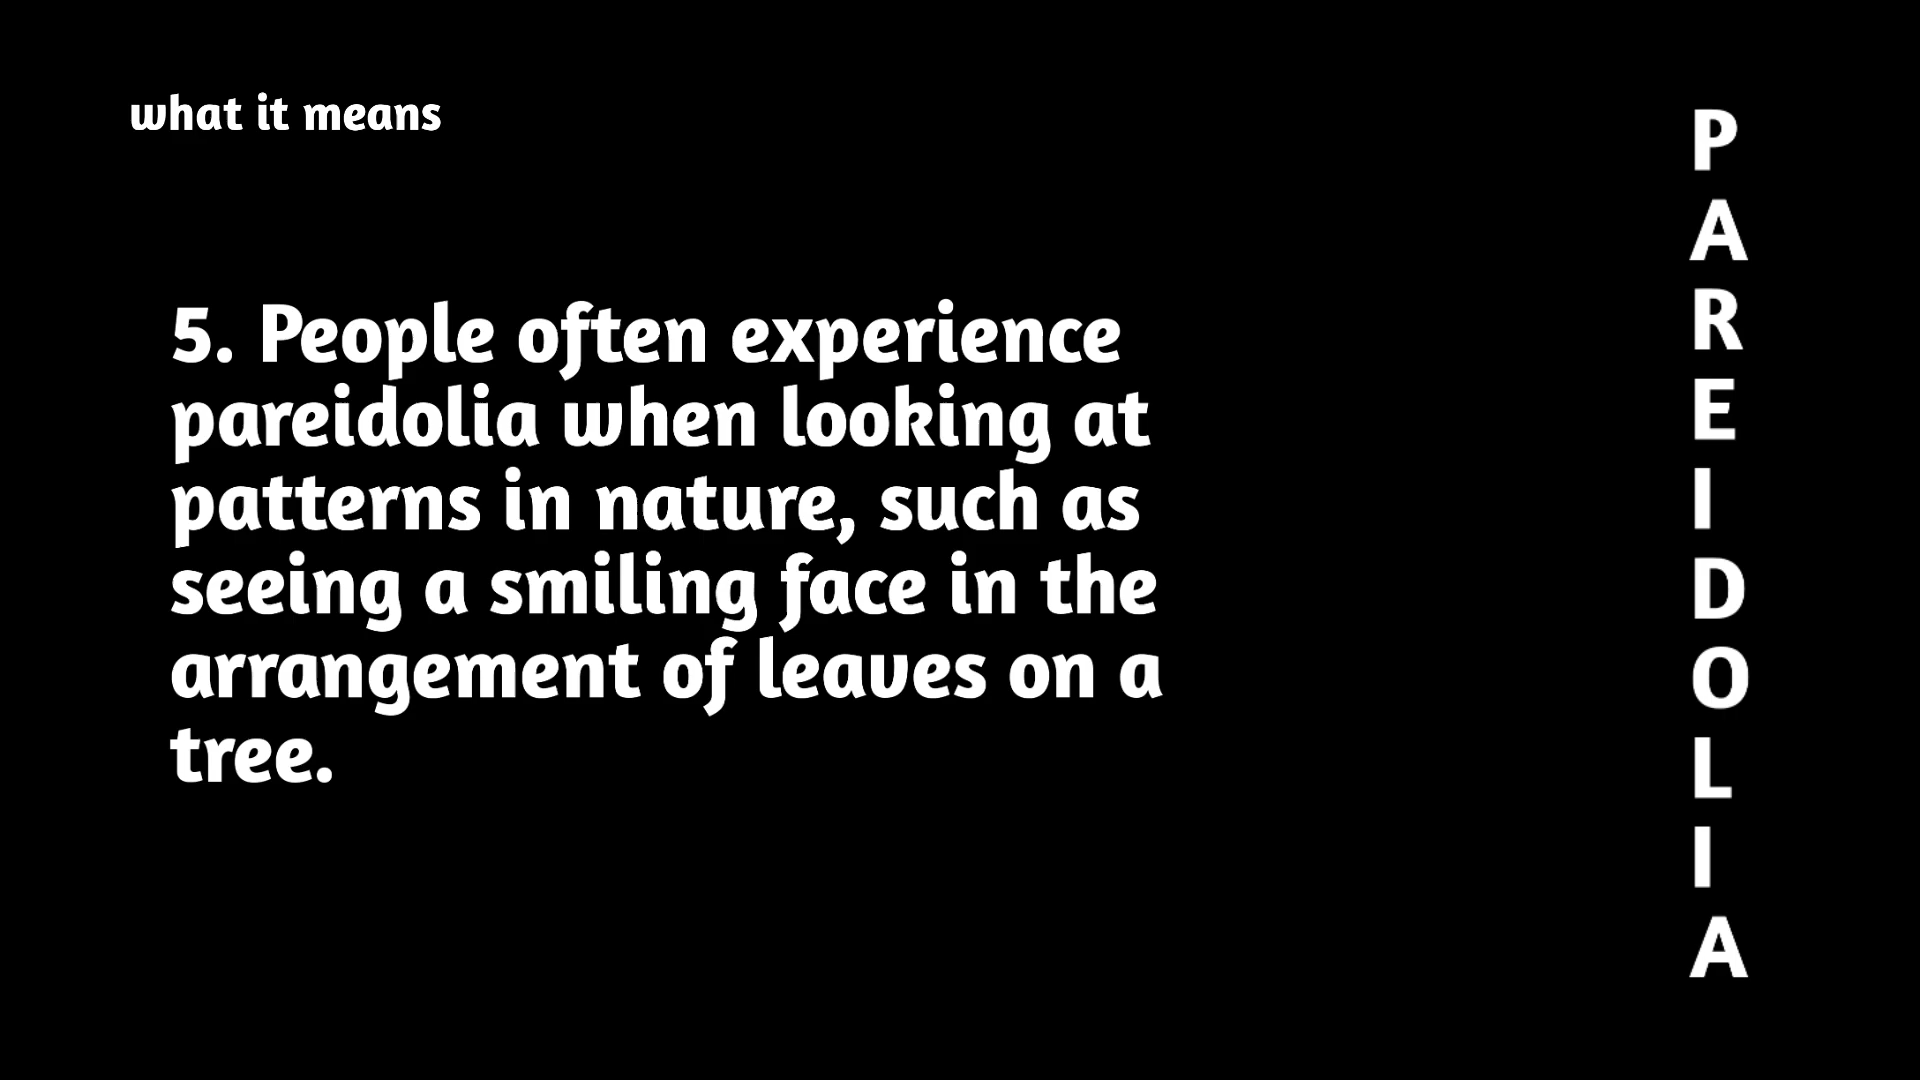 what it means
5. People often experience
pareidolia when looking at
patterns in nature, such as
seeing a smiling face in the
arrangement of leaves on a
tree.
P
A
R
E
I
D
O
L
I
A